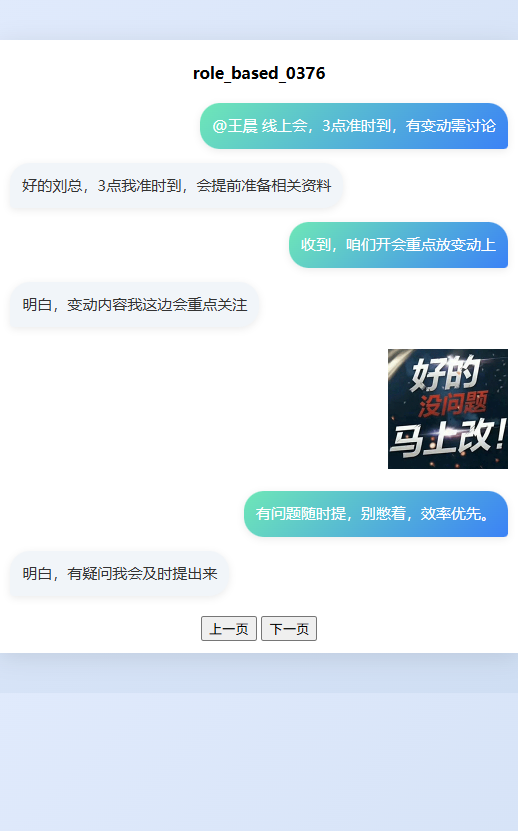 role_based_0376
@王晨 线上会，3点准时到，有变动需讨论
好的刘总，3点我准时到，会提前准备相关资料
收到，咱们开会重点放变动上
明白，变动内容我这边会重点关注
好的
没问题
马上改！
有问题随时提，别憋着，效率优先。
明白，有疑问我会及时提出来
上一页 下一页